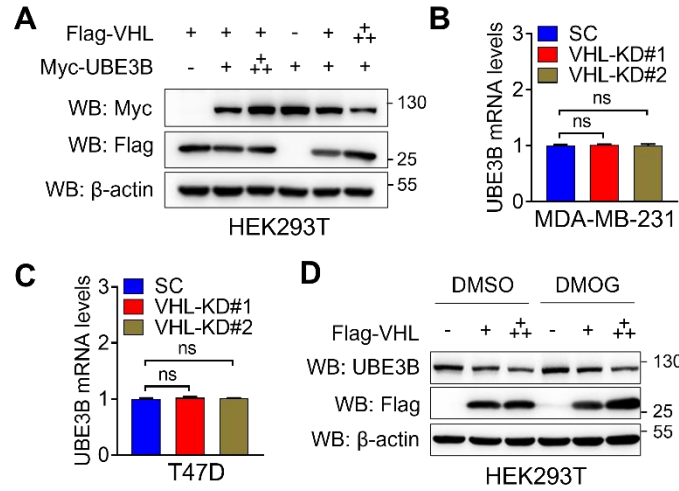 A
Flag-VHL + + + - + +++
Myc-UBE3B - + +++ + + +
WB: Myc 130
WB: Flag 25
WB: β-actin 55
HEK293T
B
UBE3B mRNA levels
3
2
1
0
SC
VHL-KD#1
VHL-KD#2
ns
ns
MDA-MB-231
C
UBE3B mRNA levels
3
2
1
0
SC
VHL-KD#1
VHL-KD#2
ns
ns
T47D
D
DMSO DMOG
Flag-VHL - + +++ - + +++
WB: UBE3B 130
WB: Flag 25
WB: β-actin 55
HEK293T